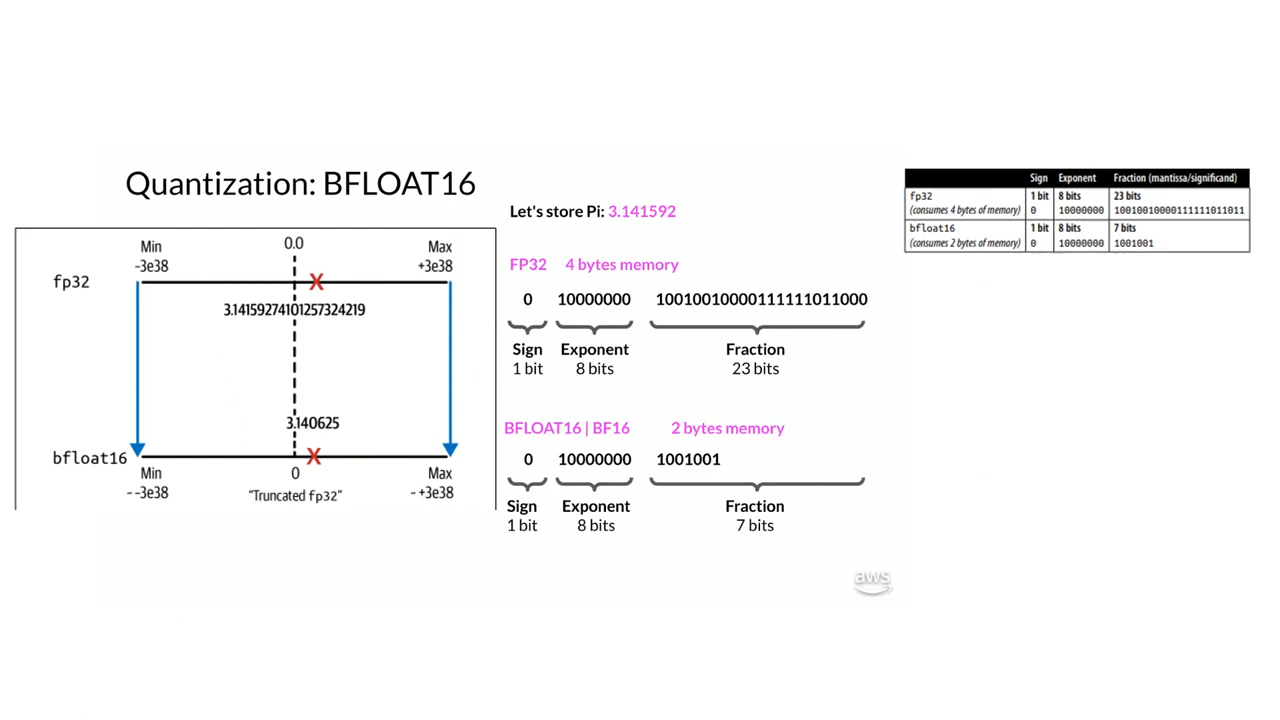 Quantization: BFLOAT16
Min 0.0 Max
-3e38 +3e38
fp32 X
3.14159274101257324219
3.140625
bfloat16 X
Min 0 Max
--3e38 "Truncated fp32" -+3e38
Let's store Pi: 3.141592
FP32 4 bytes memory
0 10000000 10010010000111111011000
Sign Exponent Fraction
1 bit 8 bits 23 bits
BFLOAT16 | BF16 2 bytes memory
0 10000000 1001001
Sign Exponent Fraction
1 bit 8 bits 7 bits
aws
Sign Exponent Fraction (mantissa/significand)
fp32 1 bit 8 bits 23 bits
(consumes 4 bytes of memory) 0 10000000 10010010000111111011011
bfloat16 1 bit 8 bits 7 bits
(consumes 2 bytes of memory) 0 10000000 1001001